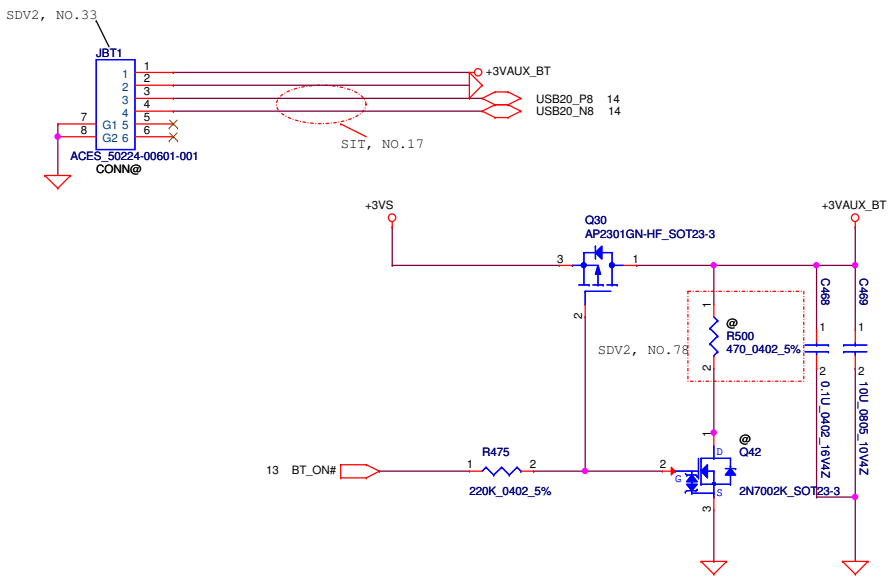 SDV2, NO.33
JBT1
1 1
2 2
3 3
4 4
7 G1 5 5
8 G2 6 6
+3VAUX_BT
USB20_P8 14
USB20_N8 14
SIT, NO.17
ACES_50224-00601-001
CONN@
+3VS
Q30
AP2301GN-HF_SOT23-3
+3VAUX_BT
3 1
2
C468
C469
1
@
R500
470_0402_5%
2
SDV2, NO.78
1
2
0.1U_0402_16V4Z
1
2
10U_0805_10V4Z
13 BT_ON#
R475
1 2
220K_0402_5%
1
@
Q42
2
D
G
S
2N7002K_SOT23-3
3